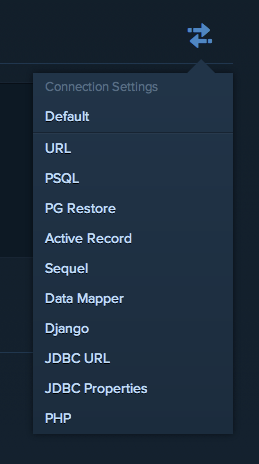 Connection Settings
Default
URL
PSQL
PG Restore
Active Record
Sequel
Data Mapper
Django
JDBC URL
JDBC Properties
PHP